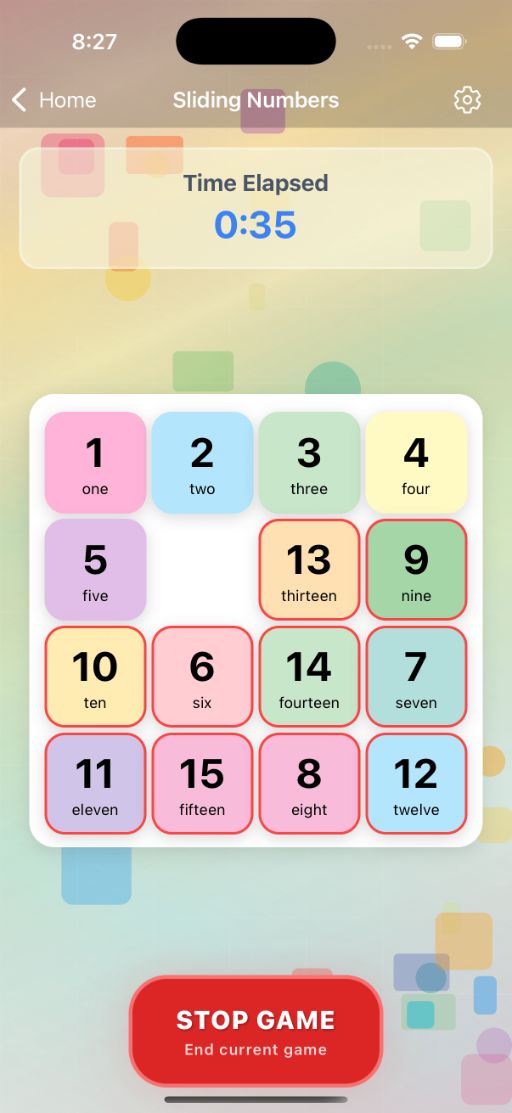 8:27
Home
Sliding Numbers
Time Elapsed
0:35
1 2 3 4
one two three four
5 13 9
five thirteen nine
10 6 14 7
ten six fourteen seven
11 15 8 12
eleven fifteen eight twelve
STOP GAME
End current game